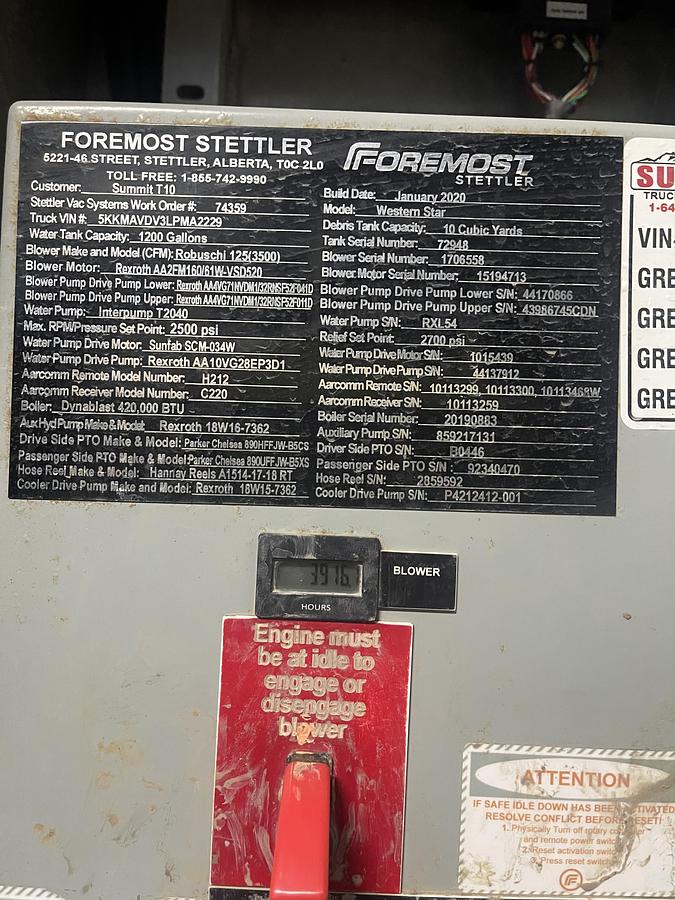 FOREMOST STETTLER
5221-46 STREET, STETTLER, ALBERTA, T0C 2L0
TOLL FREE: 1-855-742-9990
FOREMOST
STETTLER
Customer: Summit T10
Stettler Vac Systems Work Order #: 74359
Truck VIN #: 5KKMAVDV3LPMA2229
Water Tank Capacity: 1200 Gallons
Blower Make and Model (CFM): Robuschi 125(3500)
Blower Motor: Rexroth AA2FM160/61W-VSD520
Blower Pump Drive Pump Lower: Rexroth
Blower Pump Drive Pump Upper: Rexroth
Water Pump: Interpump T2040
Max. RPM/Pressure Set Point: 2500 psi
Water Pump Drive Motor: Sunfab SCM-034W
Water Pump Drive Pump: Rexroth AA10VG28EP3D1
Aarcomm Remote Model Number: H212
Aarcomm Receiver Model Number: C220
Boiler: Dynablast 420,000 BTU
Aux Hyd Pump Make & Model: Rexroth 18W16-7362
Drive Side PTO Make & Model: Parker Chelsea 890HFFJW-B5CS
Passenger Side PTO Make & Model: Parker Chelsea 890UFFJW-B5XS
Hose Reel Make & Model: Hannay Reels A1514-17-18 RT
Cooler Drive Pump Make and Model: Rexroth 18W15-7362
Build Date: January 2020
Model: Western Star
Debris Tank Capacity: 10 Cubic Yards
Tank Serial Number: 72948
Blower Serial Number: 1706558
Blower Motor Serial Number: 15194713
Blower Pump Drive Pump Lower S/N: 44170866
Blower Pump Drive Pump Upper S/N: 43986745CDN
Water Pump S/N: RXL54
Relief Set Point: 2700 psi
Water Pump Drive Motor S/N: 1015439
Water Pump Drive Pump S/N: 44137912
Aarcomm Remote S/N: 10113299, 10113300, 10113468W
Aarcomm Receiver S/N: 10113259
Boiler Serial Number: 20190883
Auxiliary Pump S/N: 859217131
Driver Side PTO S/N: B0446
Passenger Side PTO S/N : 92340470
Hose Reel S/N: 2859592
Cooler Drive Pump S/N: P4212412-001
SU
TRUC
1-64
VIN-
GRE
GRE
GRE
GRE
3916
HOURS
BLOWER
Engine must
be at idle to
engage or
disengage
blower
ATTENTION
IF SAFE IDLE DOWN HAS BEEN ACTIVATED
RESOLVE CONFLICT BEFORE RESET!
1. Physically Turn off rotary
and remote power switch
2. Reset activation switch
3. Press reset switch